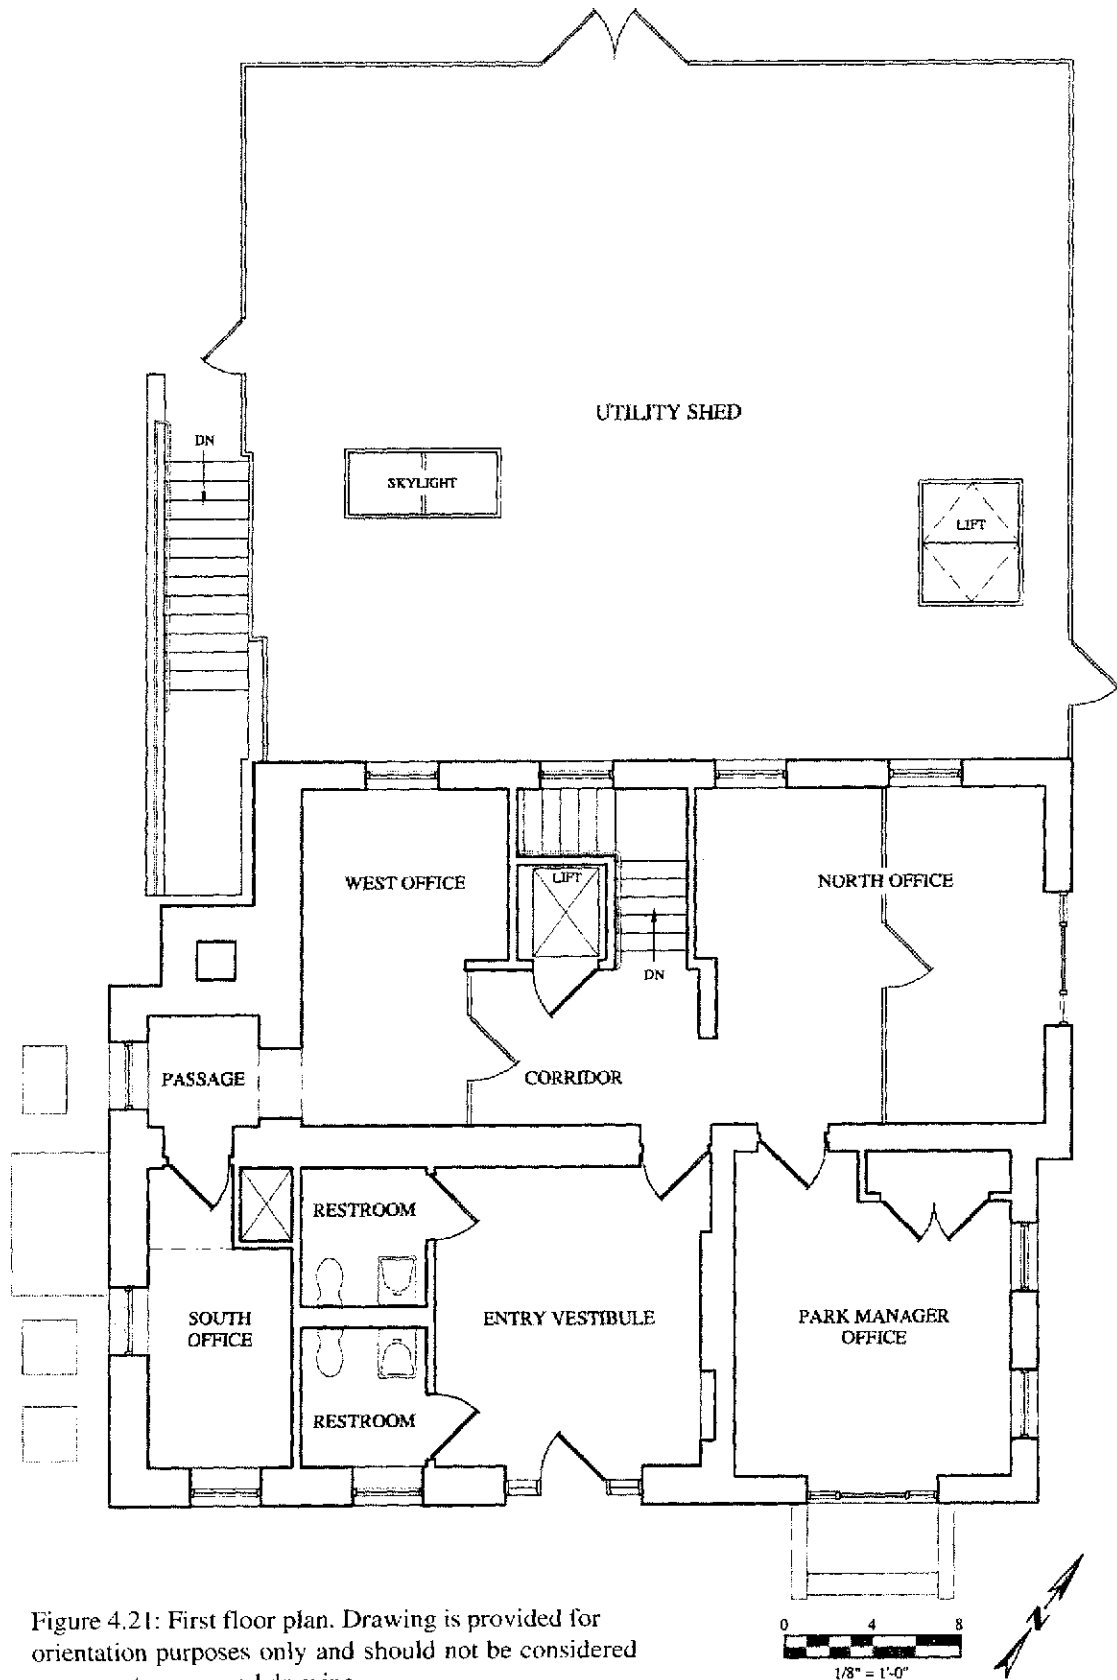 UTILITY SHED
DN
SKYLIGHT
LIFT
WEST OFFICE
LIFT
NORTH OFFICE
DN
PASSAGE
CORRIDOR
RESTROOM
SOUTH
OFFICE
ENTRY VESTIBULE
PARK MANAGER
OFFICE
RESTROOM
Figure 4.21: First floor plan. Drawing is provided for
orientation purposes only and should not be considered
0 4 8
1/8" = 1'-0"
N